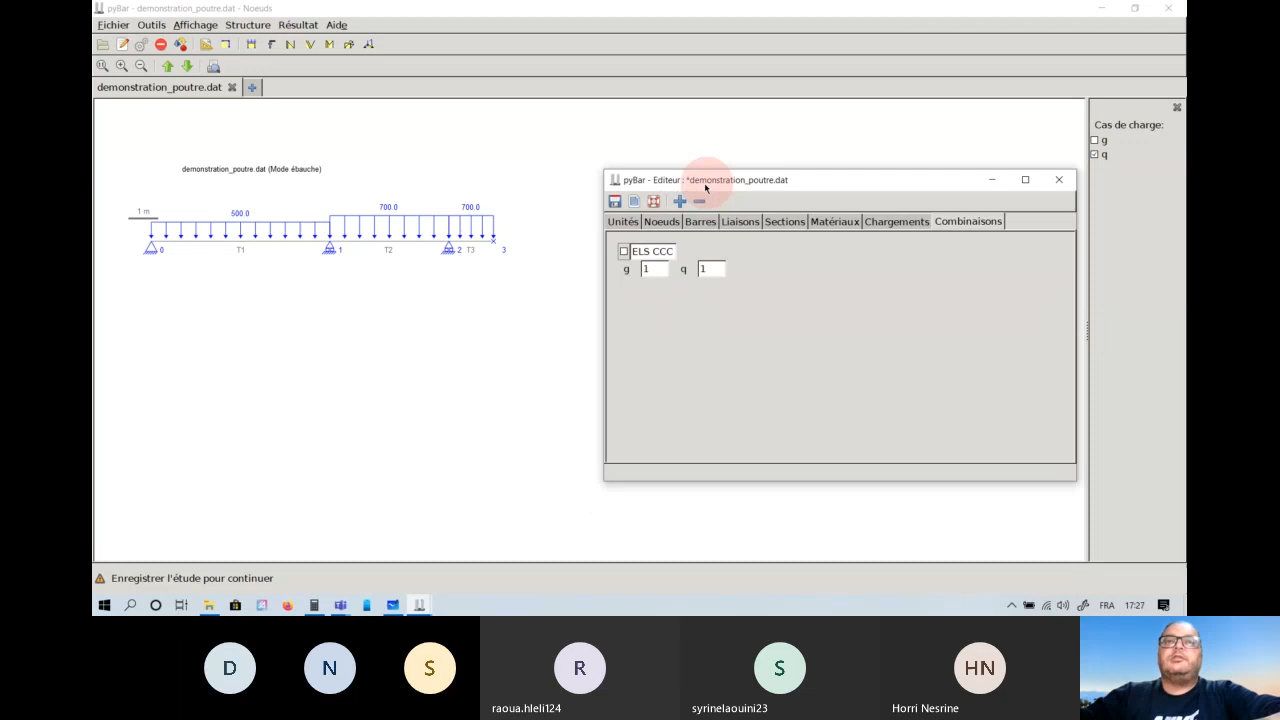 pyBar - demonstration_poutre.dat - Noeuds
Fichier Outils Affichage Structure Résultat Aide
demonstration_poutre.dat
Cas de charge:
g
q
demonstration_poutre.dat (Mode ébauche)
1 m
500.0
700.0
700.0
0
T1
1
T2
2
T3
3
pyBar - Editeur : *demonstration_poutre.dat
Unités Noeuds Barres Liaisons Sections Matériaux Chargements Combinaisons
ELS CCC
g 1 q 1
Enregistrer l'étude pour continuer
FRA 17:27
D
N
S
R
S
HN
raoua.hleli124
syrinelaouini23
Horri Nesrine